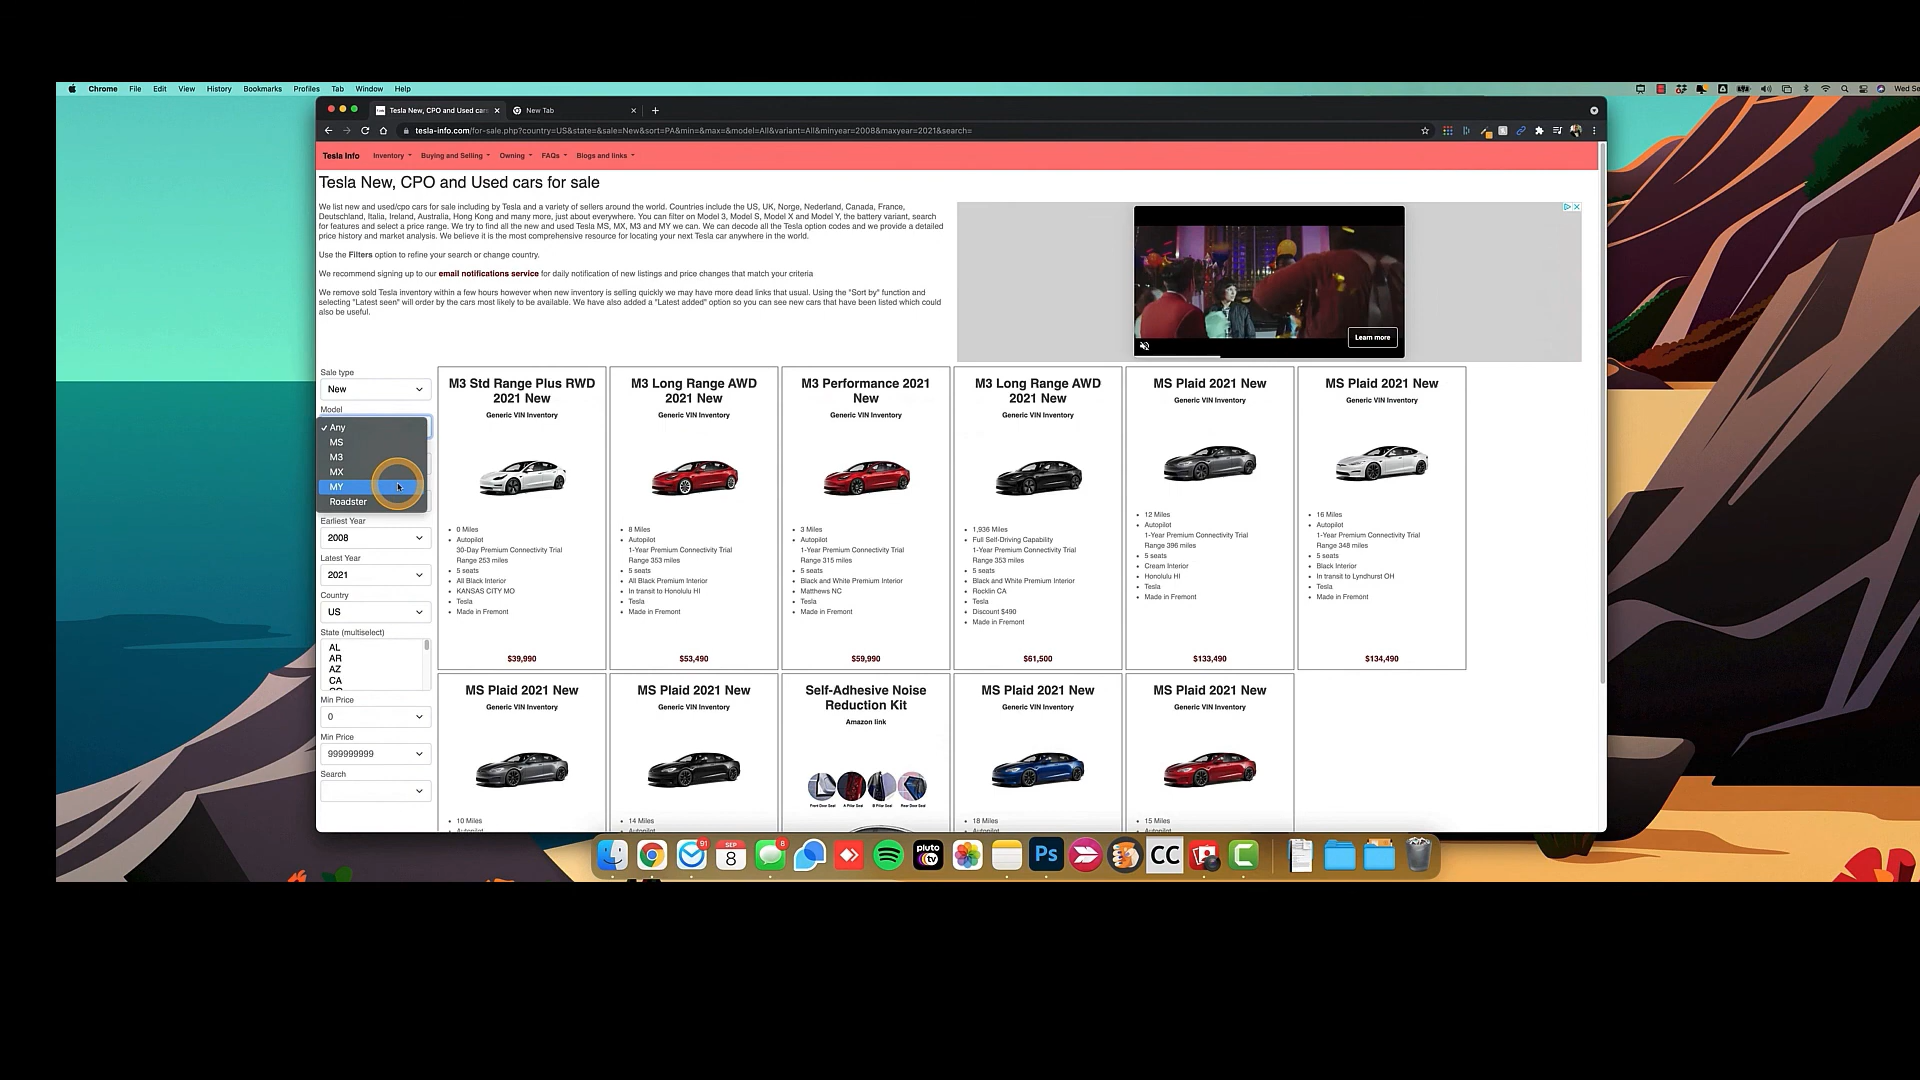 Chrome File Edit View History Bookmarks Profiles Tab Window Help
Wed Se
Tesla New, CPO and Used cars
New Tab
tesla-info.com/for-sale.php?country=US&state=&sale=New&sort=PA&min=&max=&model=All&variant=All&minyear=2008&maxyear=2021&search=
Tesla Info Inventory Buying and Selling Owning FAQs Blogs and links
Tesla New, CPO and Used cars for sale
We list new and used/cpo cars for sale including by Tesla and a variety of sellers around the world. Countries include the US, UK, Norge, Nederland, Canada, France,
Deutschland, Italia, Ireland, Australia, Hong Kong and many more, just about everywhere. You can filter on Model 3, Model S, Model X and Model Y, the battery variant, search
for features and select a price range. We try to find all the new and used Tesla MS, MX, M3 and MY we can. We can decode all the Tesla option codes and we provide a detailed
price history and market analysis. We believe it is the most comprehensive resource for locating your next Tesla car anywhere in the world.
Use the Filters option to refine your search or change country.
We recommend signing up to our email notifications service for daily notification of new listings and price changes that match your criteria
We remove sold Tesla inventory within a few hours however when new inventory is selling quickly we may have more dead links that usual. Using the "Sort by" function and
selecting "Latest seen" will order by the cars most likely to be available. We have also added a "Latest added" option so you can see new cars that have been listed which could
also be useful.
Learn more
Sale type
New
Model
Any
MS
M3
MX
MY
Roadster
Earliest Year
2008
Latest Year
2021
Country
US
State (multiselect)
AL
AR
AZ
CA
Min Price
0
Min Price
999999999
Search
M3 Std Range Plus RWD
2021 New
Generic VIN Inventory
0 Miles
Autopilot
30-Day Premium Connectivity Trial
Range 253 miles
5 seats
All Black Interior
KANSAS CITY MO
Tesla
Made in Fremont
$39,990
M3 Long Range AWD
2021 New
Generic VIN Inventory
8 Miles
Autopilot
1-Year Premium Connectivity Trial
Range 353 miles
5 seats
All Black Premium Interior
In transit to Honolulu HI
Tesla
Made in Fremont
$53,490
M3 Performance 2021
New
Generic VIN Inventory
3 Miles
Autopilot
1-Year Premium Connectivity Trial
Range 315 miles
5 seats
Black and White Premium Interior
Matthews NC
Tesla
Made in Fremont
$59,990
M3 Long Range AWD
2021 New
Generic VIN Inventory
1,936 Miles
Full Self-Driving Capability
1-Year Premium Connectivity Trial
Range 353 miles
5 seats
Black and White Premium Interior
Rocklin CA
Tesla
Discount $490
Made in Fremont
$61,500
MS Plaid 2021 New
Generic VIN Inventory
12 Miles
Autopilot
1-Year Premium Connectivity Trial
Range 396 miles
5 seats
Cream Interior
Honolulu HI
Tesla
Made in Fremont
$133,490
MS Plaid 2021 New
Generic VIN Inventory
16 Miles
Autopilot
1-Year Premium Connectivity Trial
Range 348 miles
5 seats
Black Interior
In transit to Lyndhurst OH
Tesla
Made in Fremont
$134,490
MS Plaid 2021 New
Generic VIN Inventory
10 Miles
Autopilot
MS Plaid 2021 New
Generic VIN Inventory
14 Miles
Autopilot
Self-Adhesive Noise
Reduction Kit
Amazon link
Front Door Seal A Pillar Seal B Pillar Seal Rear Door Seal
MS Plaid 2021 New
Generic VIN Inventory
18 Miles
Autopilot
MS Plaid 2021 New
Generic VIN Inventory
15 Miles
Autopilot
91
SEP
8
8
pluto
tv
Ps
CC
C